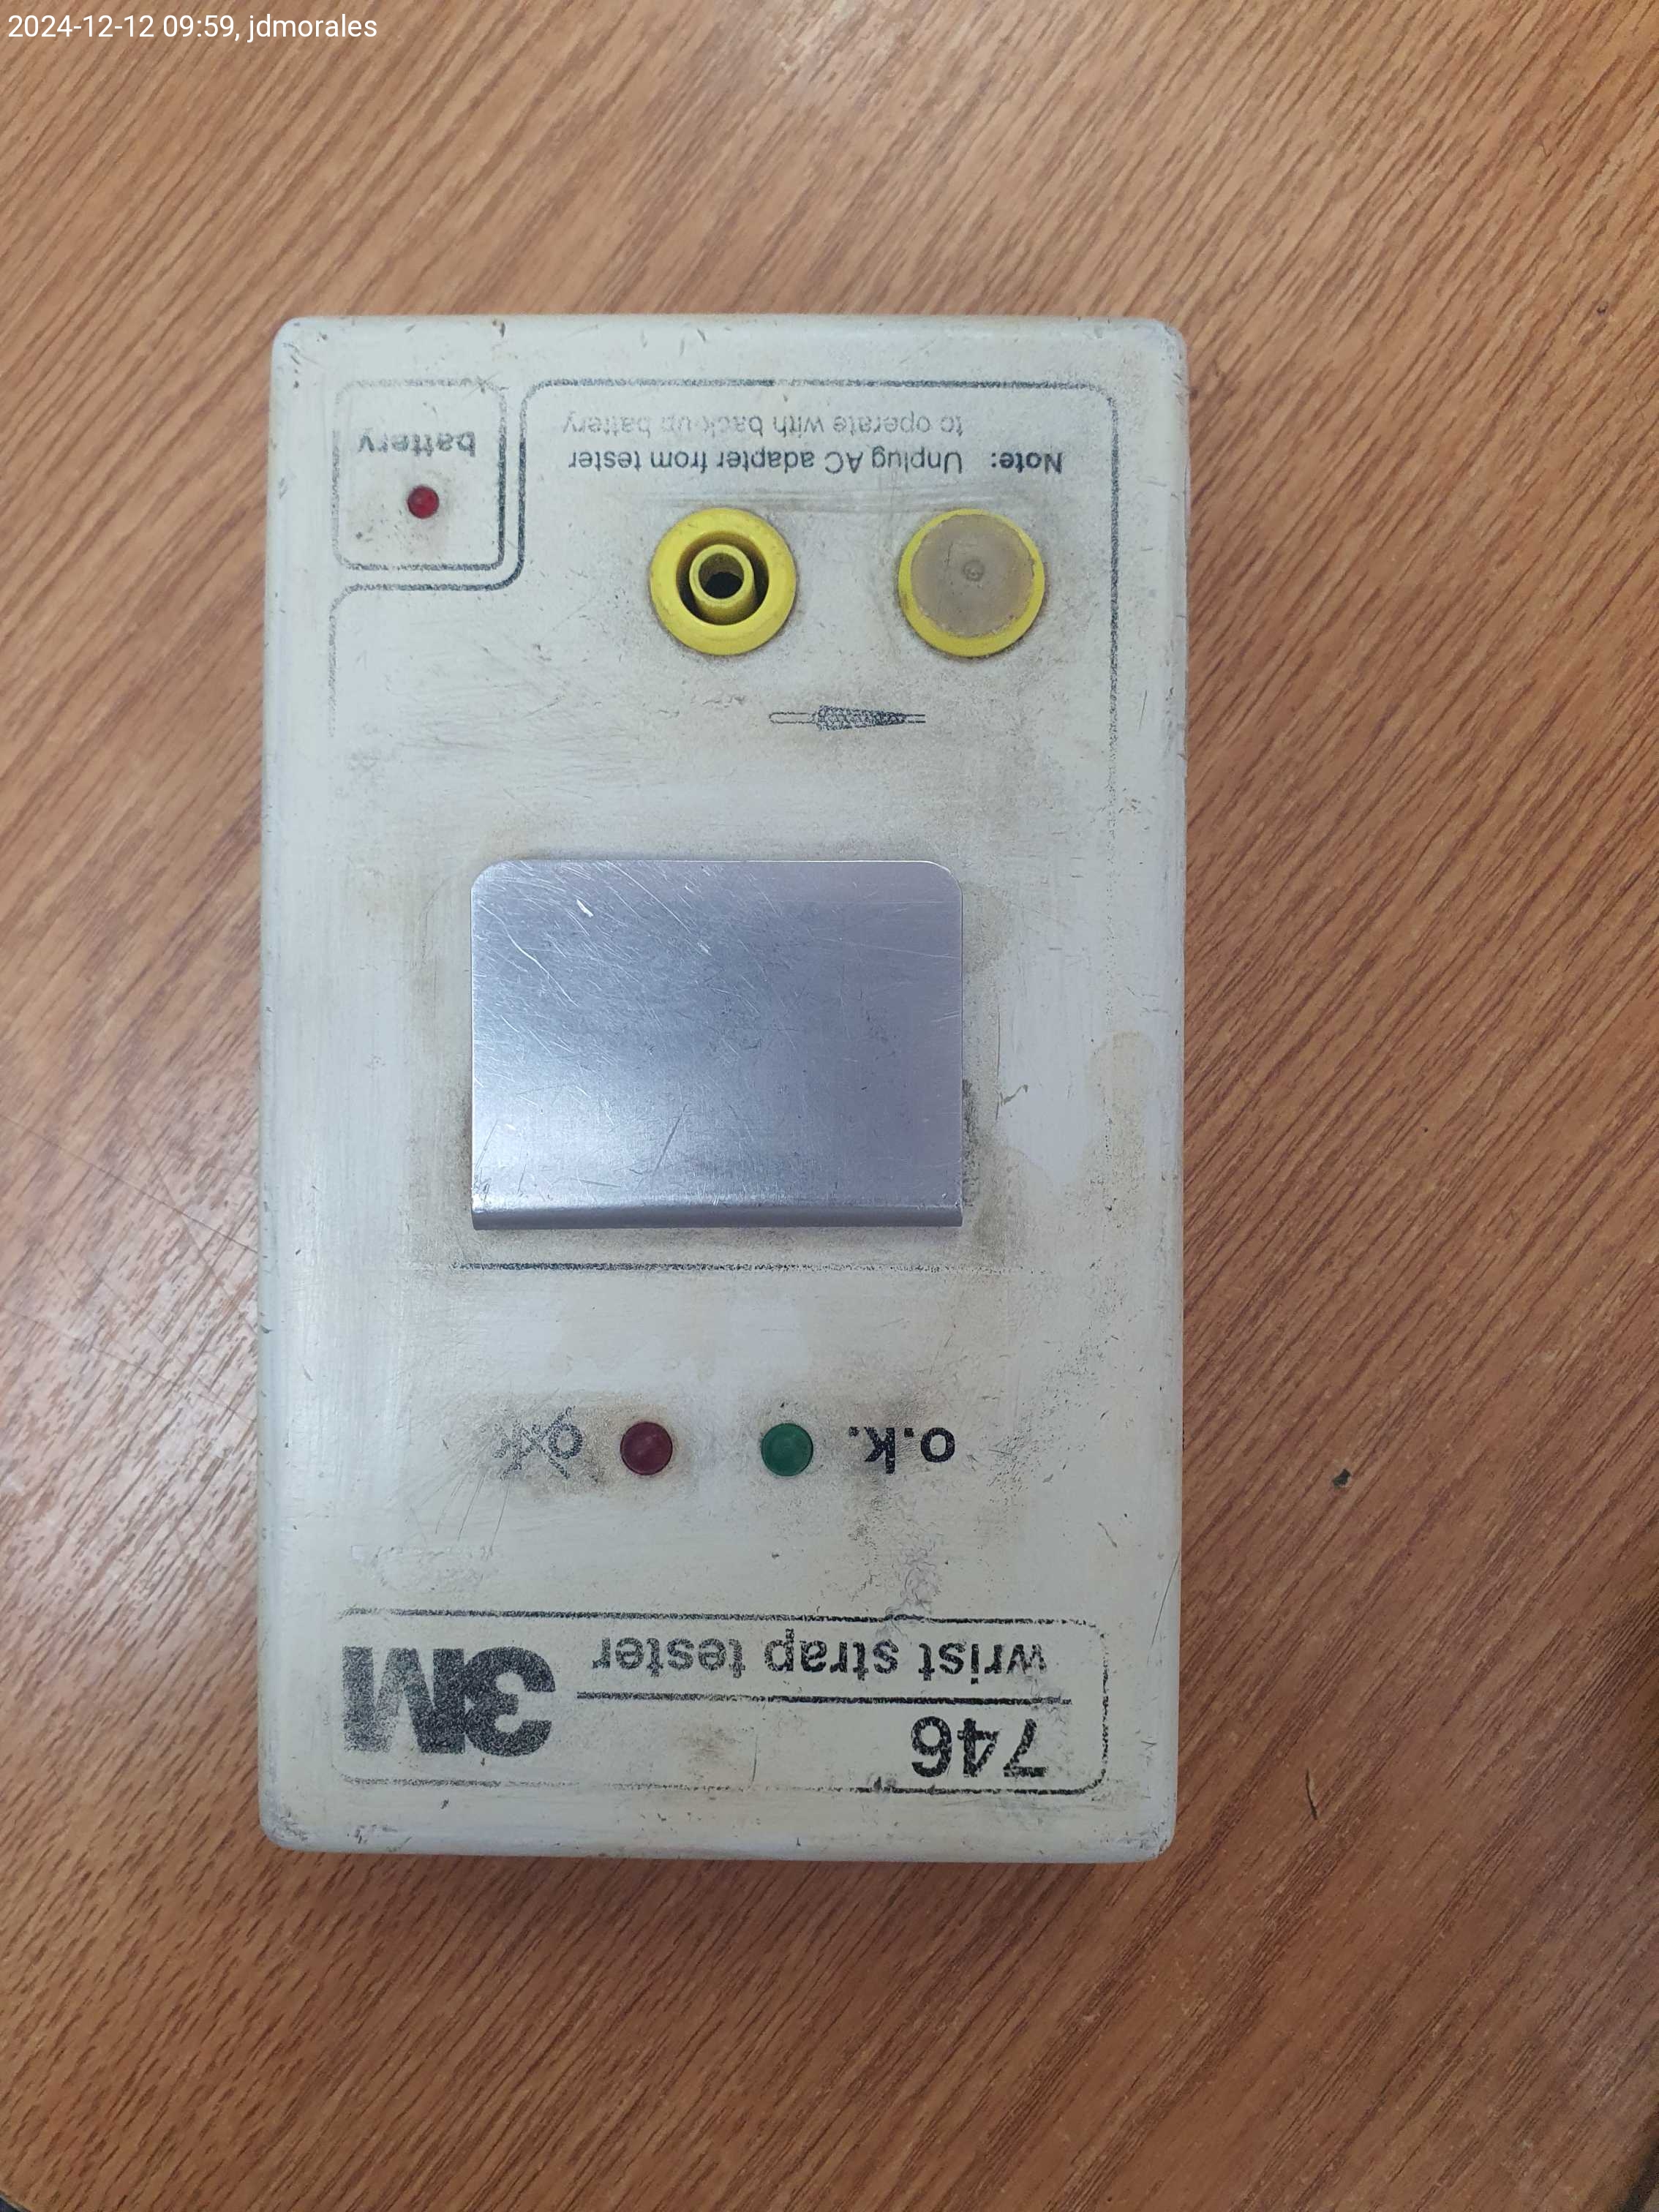 2024-12-12 09:59, jdmorales
746
wrist strap tester
3M
o.k.
o.k.
Note: Unplug AC adapter from tester
to operate with back up battery
battery